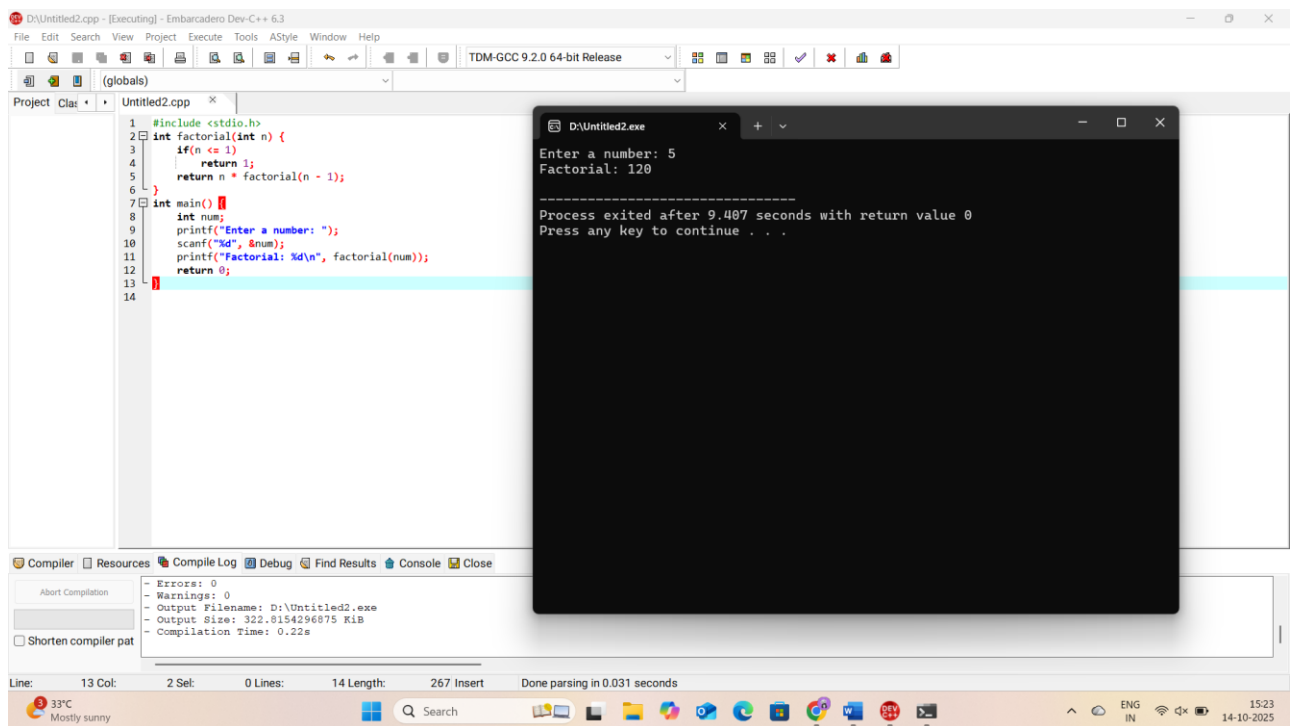 D:\Untitled2.cpp - [Executing] - Embarcadero Dev-C++ 6.3
File Edit Search View Project Execute Tools AStyle Window Help
TDM-GCC 9.2.0 64-bit Release
(globals)
Project Cla: Untitled2.cpp
1 #include <stdio.h>
2 int factorial(int n) {
3 if(n <= 1)
4 return 1;
5 return n * factorial(n - 1);
6 }
7 int main() {
8 int num;
9 printf("Enter a number: ");
10 scanf("%d", &num);
11 printf("Factorial: %d\n", factorial(num));
12 return 0;
13 }
14
D:\Untitled2.exe
Enter a number: 5
Factorial: 120
--------------------------------
Process exited after 9.407 seconds with return value 0
Press any key to continue . . .
Compiler Resources Compile Log Debug Find Results Console Close
Abort Compilation
Shorten compiler pat
- Errors: 0
- Warnings: 0
- Output Filename: D:\Untitled2.exe
- Output Size: 322.8154296875 KiB
- Compilation Time: 0.22s
Line: 13 Col: 2 Sel: 0 Lines: 14 Length: 267 Insert Done parsing in 0.031 seconds
3
33°C
Mostly sunny
Search
ENG
IN
15:23
14-10-2025